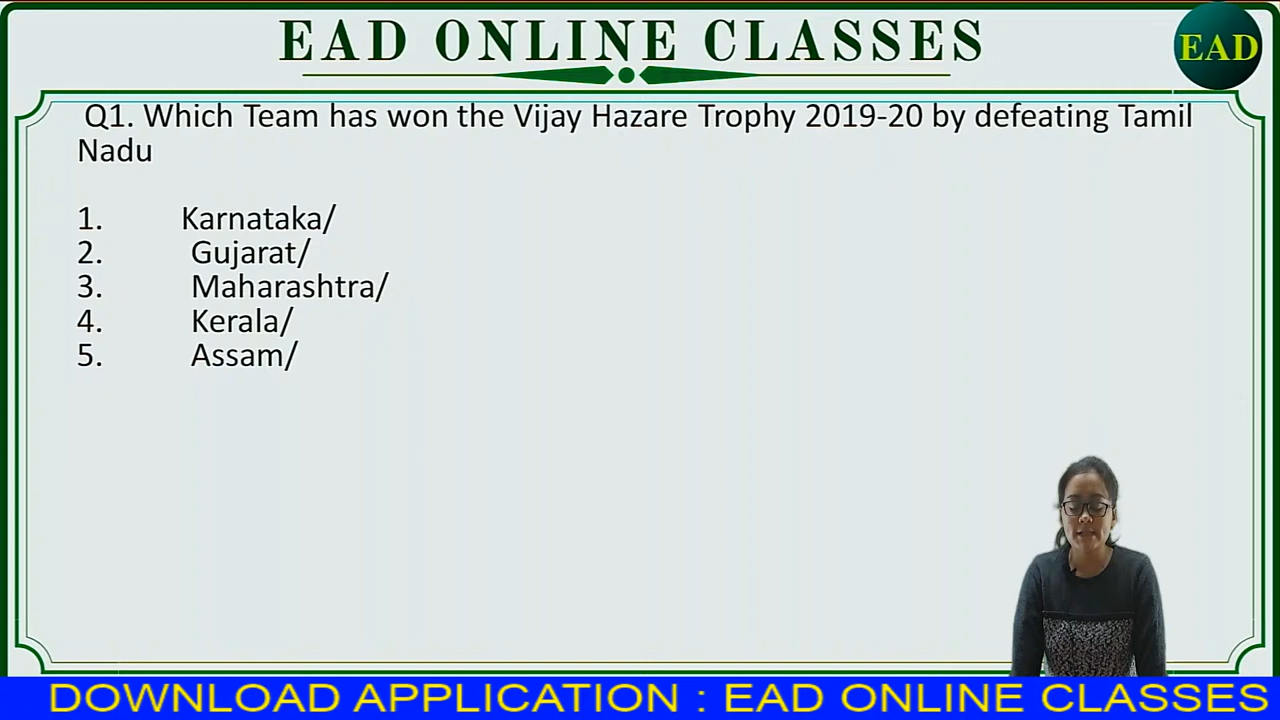 EAD ONLINE CLASSES
EAD
Q1. Which Team has won the Vijay Hazare Trophy 2019-20 by defeating Tamil
Nadu
1. Karnataka/
2. Gujarat/
3. Maharashtra/
4. Kerala/
5. Assam/
DOWNLOAD APPLICATION : EAD ONLINE CLASSES